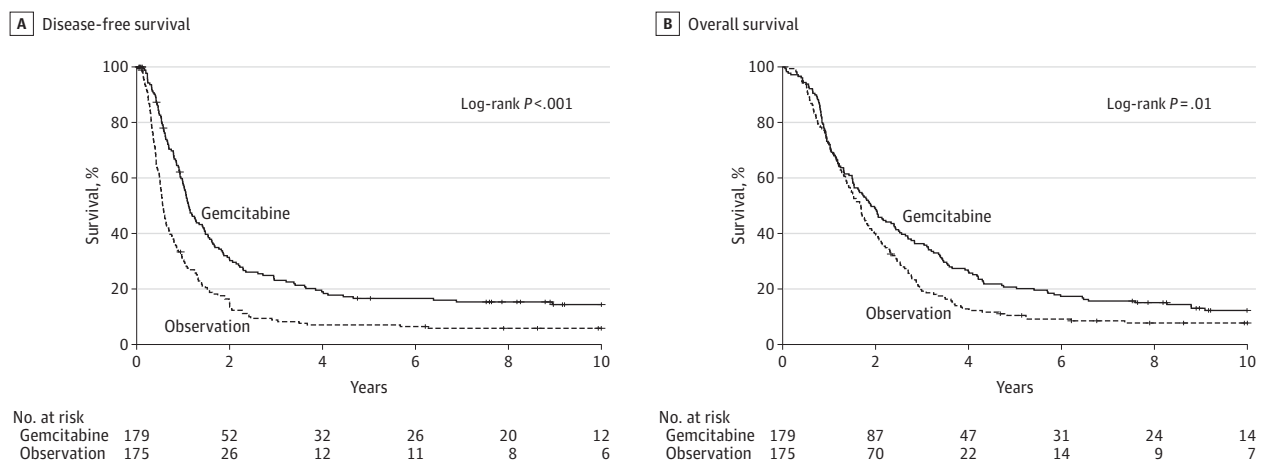 A Disease-free survival
100
80
60
40
20
0
Survival, %
Log-rank P<.001
Gemcitabine
Observation
0 2 4 6 8 10
Years
No. at risk
Gemcitabine 179 52 32 26 20 12
Observation 175 26 12 11 8 6
B Overall survival
100
80
60
40
20
0
Survival, %
Log-rank P=.01
Gemcitabine
Observation
0 2 4 6 8 10
Years
No. at risk
Gemcitabine 179 87 47 31 24 14
Observation 175 70 22 14 9 7